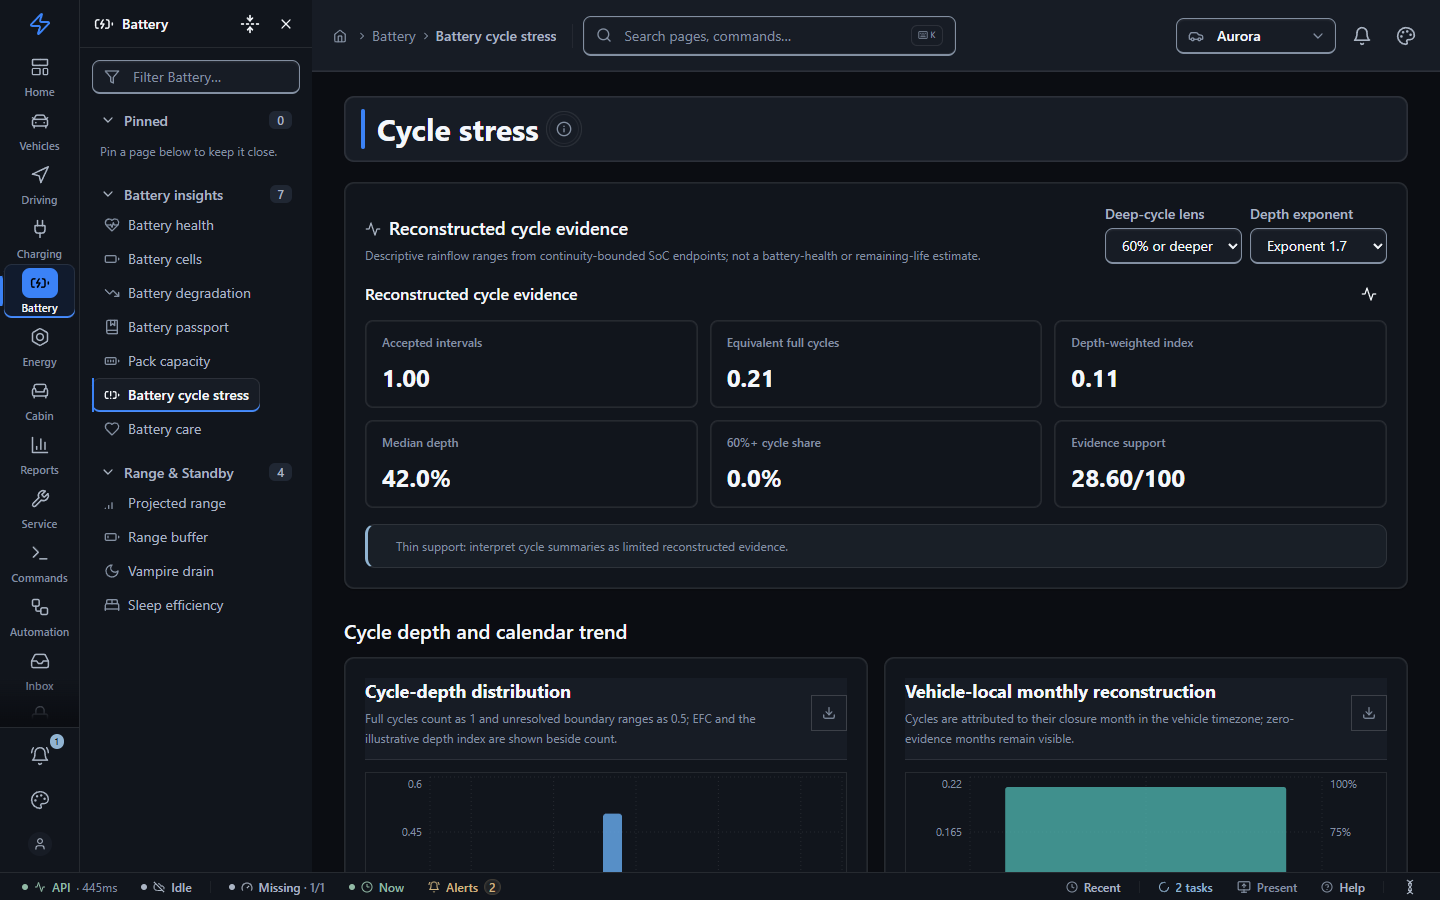 Battery
Battery
Battery cycle stress
Search pages, commands...
K
Aurora
Home
Vehicles
Driving
Charging
Battery
Energy
Cabin
Reports
Service
Commands
Automation
Inbox
1
Filter Battery...
Pinned
0
Pin a page below to keep it close.
Battery insights
7
Battery health
Battery cells
Battery degradation
Battery passport
Pack capacity
Battery cycle stress
Battery care
Range & Standby
4
Projected range
Range buffer
Vampire drain
Sleep efficiency
Cycle stress
Reconstructed cycle evidence
Descriptive rainflow ranges from continuity-bounded SoC endpoints; not a battery-health or remaining-life estimate.
Deep-cycle lens
60% or deeper
Depth exponent
Exponent 1.7
Reconstructed cycle evidence
Accepted intervals
1.00
Equivalent full cycles
0.21
Depth-weighted index
0.11
Median depth
42.0%
60%+ cycle share
0.0%
Evidence support
28.60/100
Thin support: interpret cycle summaries as limited reconstructed evidence.
Cycle depth and calendar trend
Cycle-depth distribution
Full cycles count as 1 and unresolved boundary ranges as 0.5; EFC and the
illustrative depth index are shown beside count.
0.6
0.45
Vehicle-local monthly reconstruction
Cycles are attributed to their closure month in the vehicle timezone; zero-
evidence months remain visible.
0.22
0.165
100%
75%
API · 445ms
Idle
Missing · 1/1
Now
Alerts 2
Recent
2 tasks
Present
Help